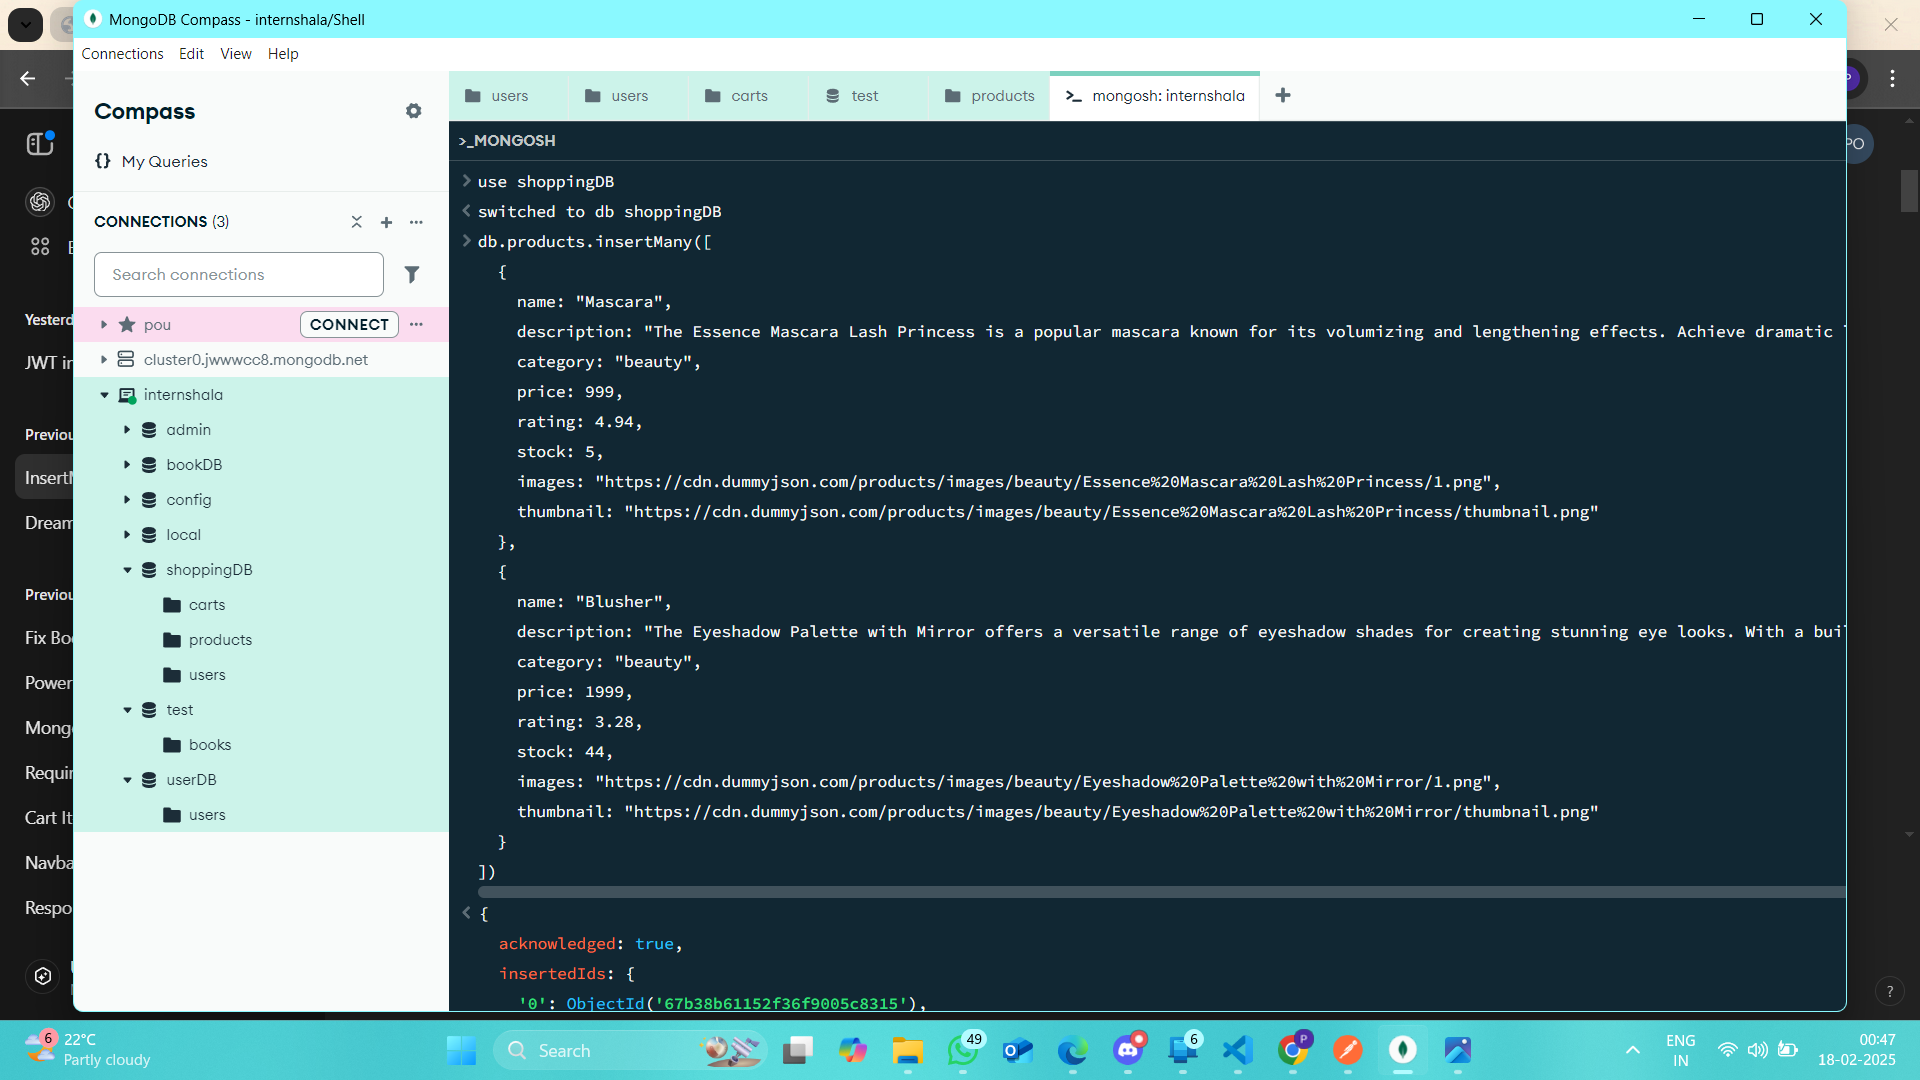 MongoDB Compass - internshala/Shell
Connections Edit View Help
Compass
My Queries
CONNECTIONS (3)
Search connections
pou
CONNECT
cluster0.jwwwcc8.mongodb.net
internshala
admin
bookDB
config
local
shoppingDB
carts
products
users
test
books
userDB
users
users users carts test products >_ mongosh: internshala
>_MONGOSH
> use shoppingDB
< switched to db shoppingDB
> db.products.insertMany([
{
name: "Mascara",
description: "The Essence Mascara Lash Princess is a popular mascara known for its volumizing and lengthening effects. Achieve dramatic
category: "beauty",
price: 999,
rating: 4.94,
stock: 5,
images: "https://cdn.dummyjson.com/products/images/beauty/Essence%20Mascara%20Lash%20Princess/1.png",
thumbnail: "https://cdn.dummyjson.com/products/images/beauty/Essence%20Mascara%20Lash%20Princess/thumbnail.png"
},
{
name: "Blusher",
description: "The Eyeshadow Palette with Mirror offers a versatile range of eyeshadow shades for creating stunning eye looks. With a bui
category: "beauty",
price: 1999,
rating: 3.28,
stock: 44,
images: "https://cdn.dummyjson.com/products/images/beauty/Eyeshadow%20Palette%20with%20Mirror/1.png",
thumbnail: "https://cdn.dummyjson.com/products/images/beauty/Eyeshadow%20Palette%20with%20Mirror/thumbnail.png"
}
])
< {
acknowledged: true,
insertedIds: {
'0': ObjectId('67b38b61152f36f9005c8315'),
Yesterd
JWT in
Previou
InsertM
Dream
Previou
Fix Boo
Power
Mongo
Requir
Cart It
Navba
Respo
P
PO
?
6
22°C
Partly cloudy
Search
49
6
P
ENG
IN
00:47
18-02-2025